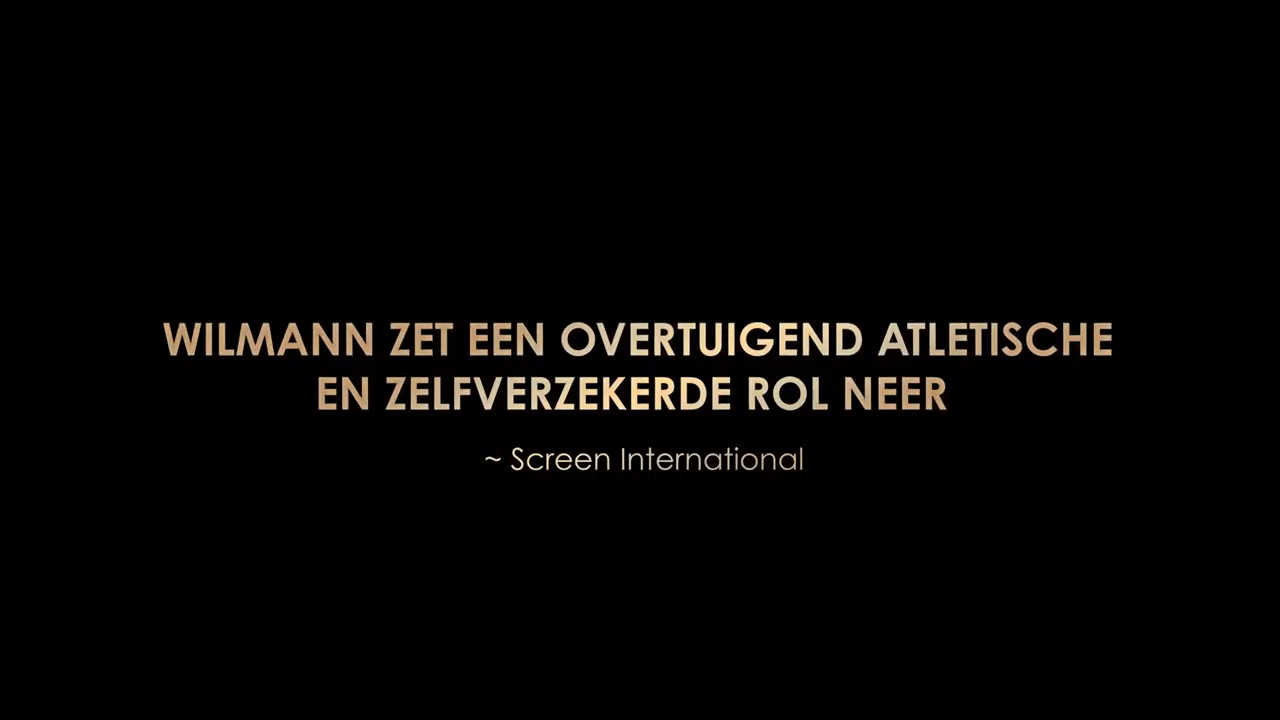 WILMANN ZET EEN OVERTUIGEND ATLETISCHE
EN ZELFVERZEKERDE ROL NEER
~ Screen International